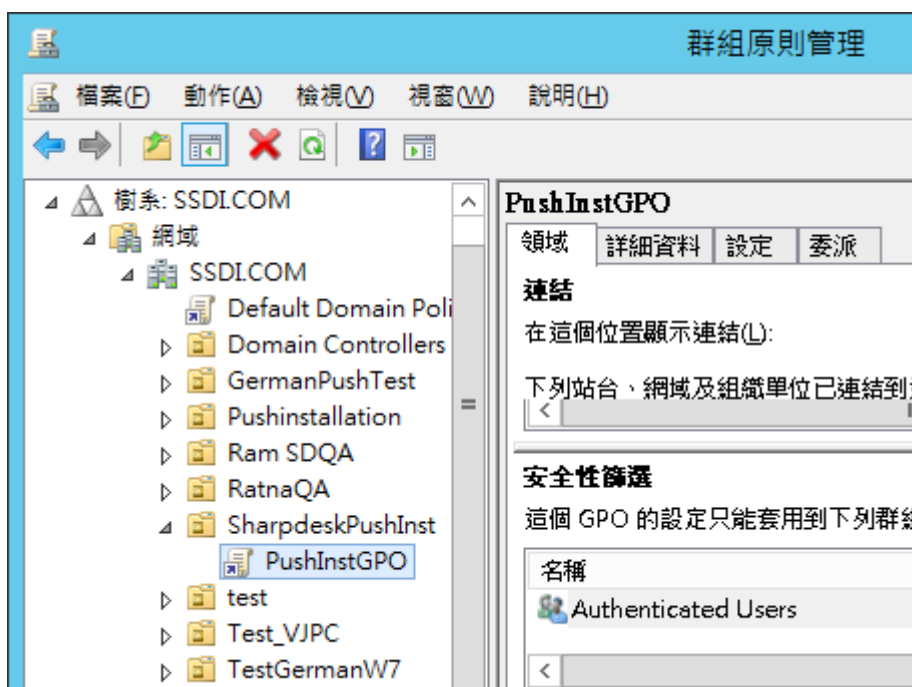 群組原則管理
檔案(F) 動作(A) 檢視(V) 視窗(W) 說明(H)
樹系: SSDI.COM
網域
SSDI.COM
Default Domain Poli
Domain Controllers
GermanPushTest
Pushinstallation
Ram SDQA
RatnaQA
SharpdeskPushInst
PushInstGPO
test
Test_VJPC
TestGermanW7
PushInstGPO
領域 詳細資料 設定 委派
連結
在這個位置顯示連結(L):
下列站台、網域及組織單位已連結到
安全性篩選
這個 GPO 的設定只能套用到下列群組
名稱
Authenticated Users